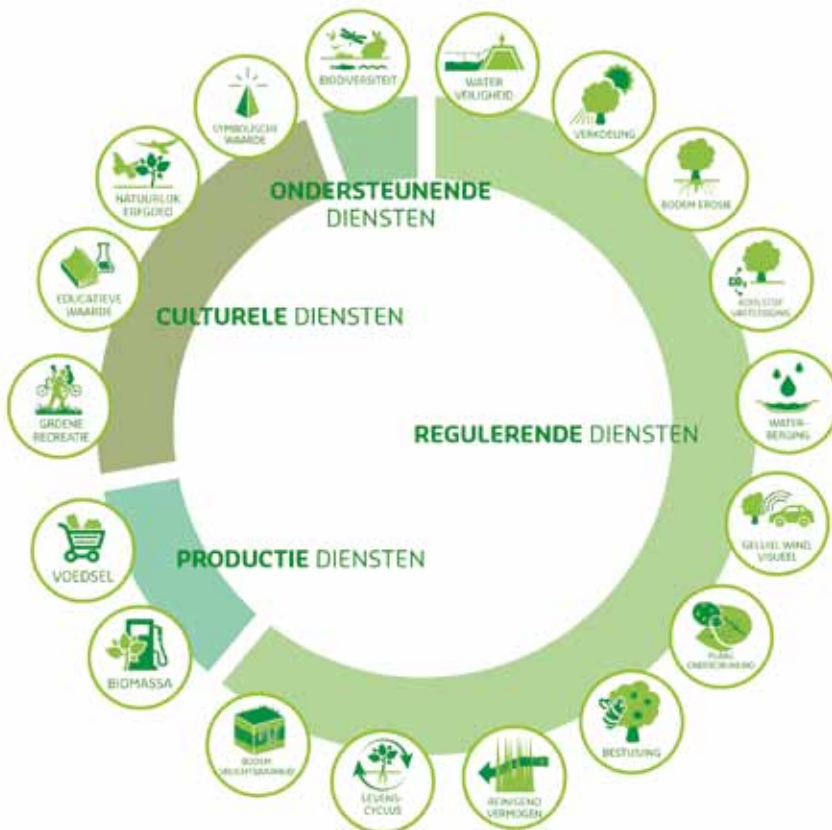 BIODIVERSITEIT
WATER
VEILIGHEID
VERKOELING
BODEM EROSIE
KOOLSTOF
VASTLEGGING
CO₂
WATER-
BERGING
GELUID, WIND,
VISUEEL
PLAAG
ONDERDRUKKING
BESTUIVING
REINIGEND
VERMOGEN
LEVENS-
CYCLUS
BODEM
VRUCHTBAARHEID
BIOMASSA
VOEDSEL
GROENE
RECREATIE
EDUCATIEVE
WAARDE
NATUURLIJK
ERFGOED
SYMBOLISCHE
WAARDE
ONDERSTEUNENDE
DIENSTEN
CULTURELE DIENSTEN
REGULERENDE DIENSTEN
PRODUCTIE DIENSTEN